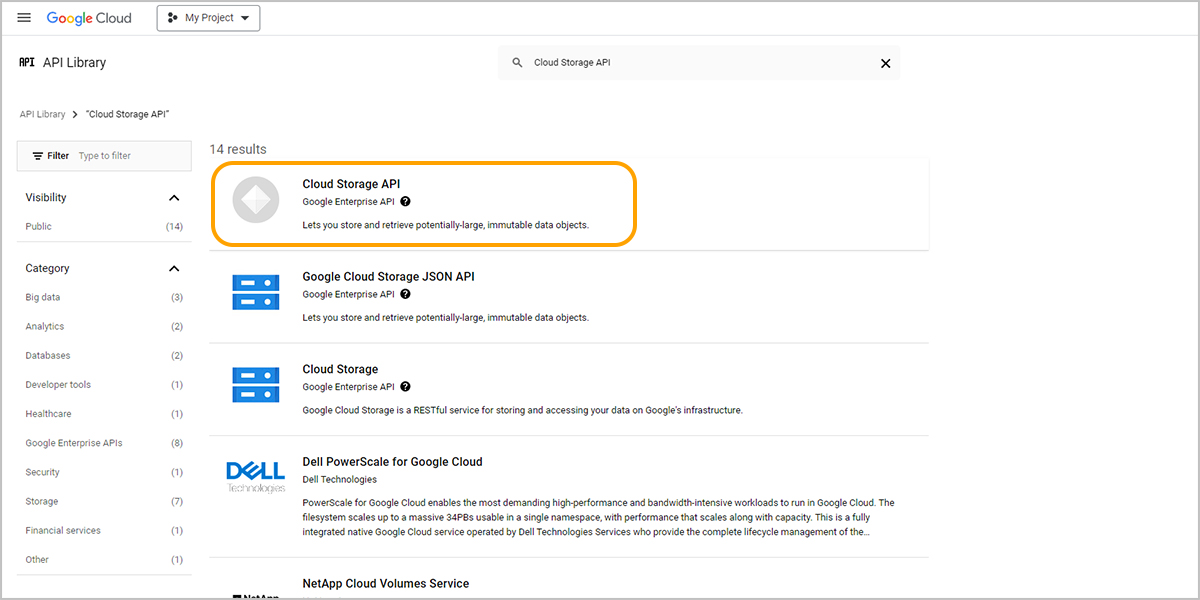 Google Cloud
My Project
API API Library
Cloud Storage API
API Library
"Cloud Storage API"
Filter Type to filter
Visibility
Public (14)
Category
Big data (3)
Analytics (2)
Databases (2)
Developer tools (1)
Healthcare (1)
Google Enterprise APIs (8)
Security (1)
Storage (7)
Financial services (1)
Other (1)
14 results
Cloud Storage API
Google Enterprise API ?
Lets you store and retrieve potentially-large, immutable data objects.
Google Cloud Storage JSON API
Google Enterprise API ?
Lets you store and retrieve potentially-large, immutable data objects.
Cloud Storage
Google Enterprise API ?
Google Cloud Storage is a RESTful service for storing and accessing your data on Google's infrastructure.
DELL
Technologies
Dell PowerScale for Google Cloud
Dell Technologies
PowerScale for Google Cloud enables the most demanding high-performance and bandwidth-intensive workloads to run in Google Cloud. The
filesystem scales up to a massive 34PBs usable in a single namespace, with performance that scales along with capacity. This is a fully
integrated native Google Cloud service operated by Dell Technologies Services who provide the complete lifecycle management of the...
NetApp Cloud Volumes Service
NetApp